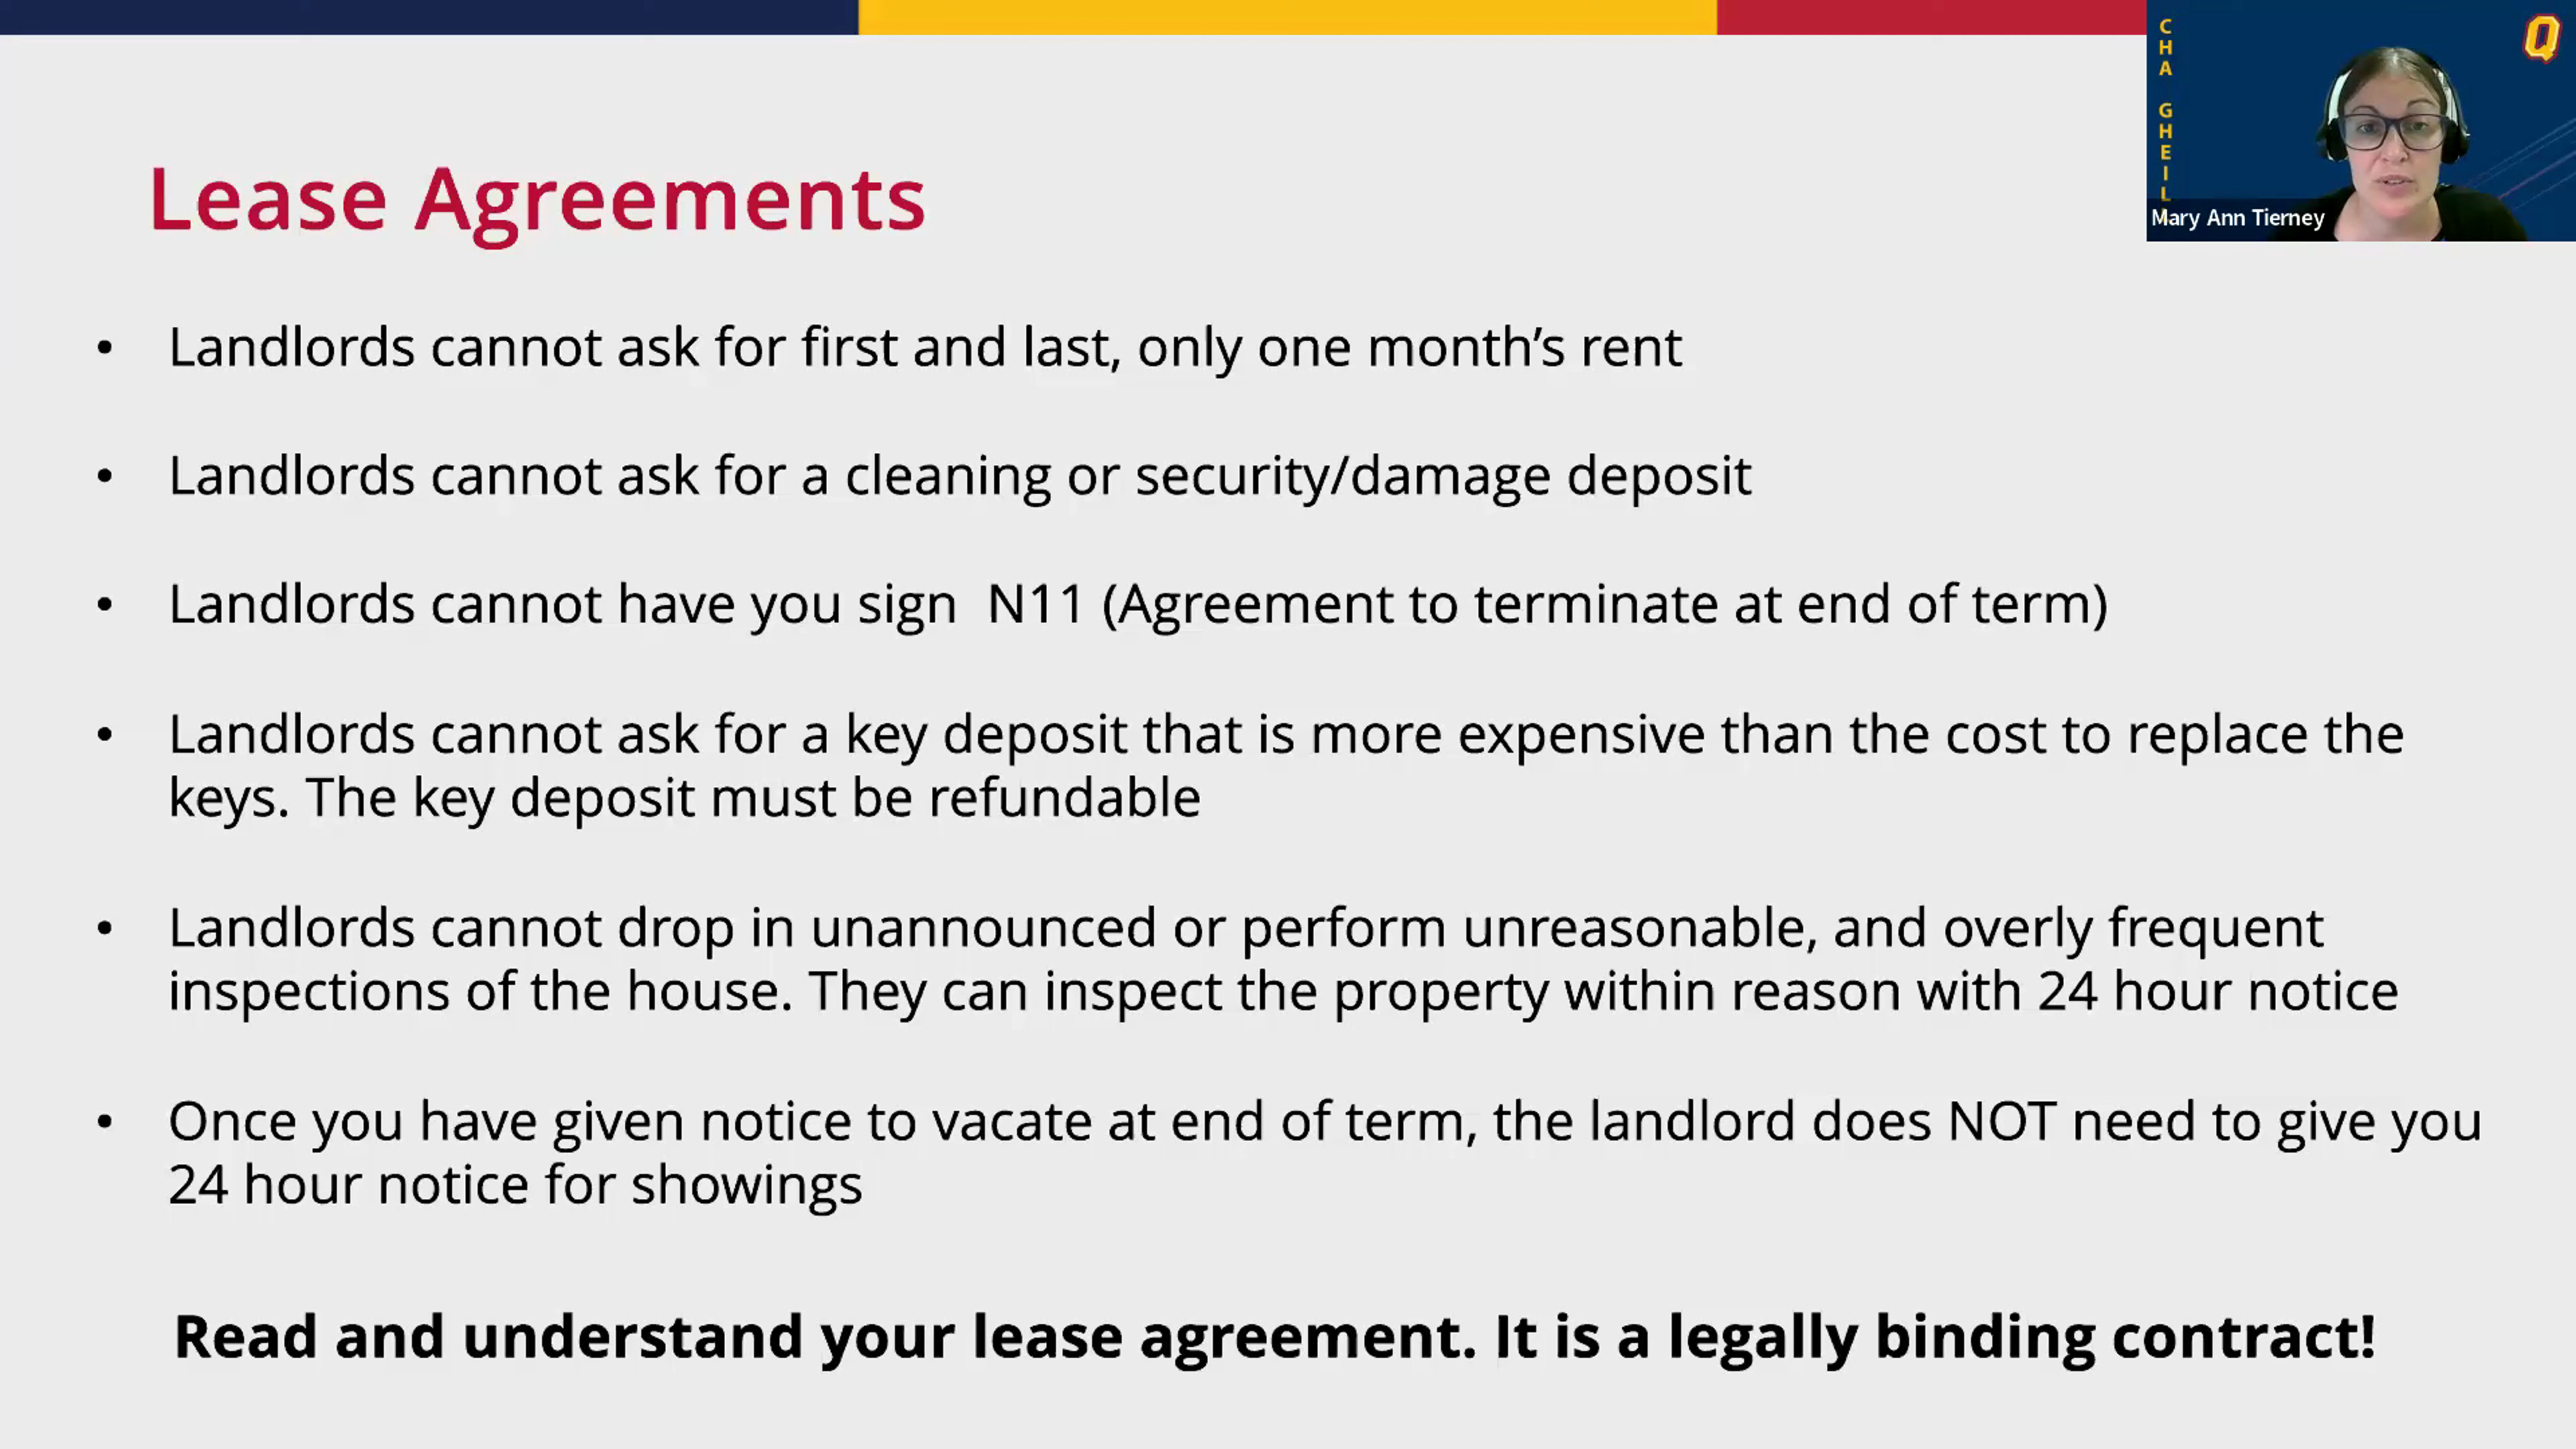 Lease Agreements
• Landlords cannot ask for first and last, only one month’s rent
• Landlords cannot ask for a cleaning or security/damage deposit
• Landlords cannot have you sign  N11 (Agreement to terminate at end of term)
• Landlords cannot ask for a key deposit that is more expensive than the cost to replace the
keys. The key deposit must be refundable
• Landlords cannot drop in unannounced or perform unreasonable, and overly frequent
inspections of the house. They can inspect the property within reason with 24 hour notice
• Once you have given notice to vacate at end of term, the landlord does NOT need to give you
24 hour notice for showings
Read and understand your lease agreement. It is a legally binding contract!
CHA GHEIL
Q
Mary Ann Tierney